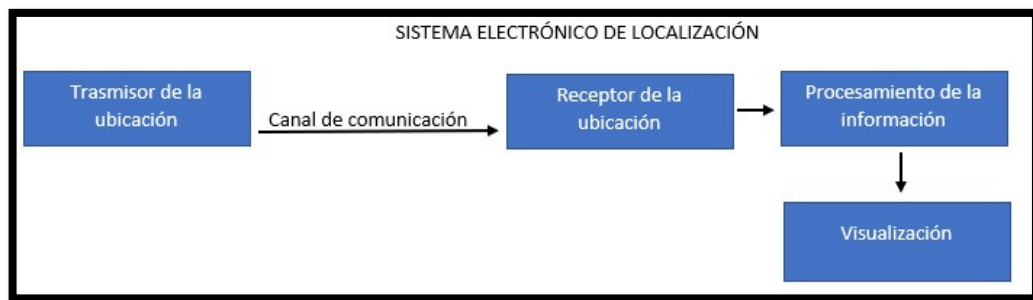 SISTEMA ELECTRÓNICO DE LOCALIZACIÓN
Trasmisor de la
ubicación
Canal de comunicación
Receptor de la
ubicación
Procesamiento de la
información
Visualización